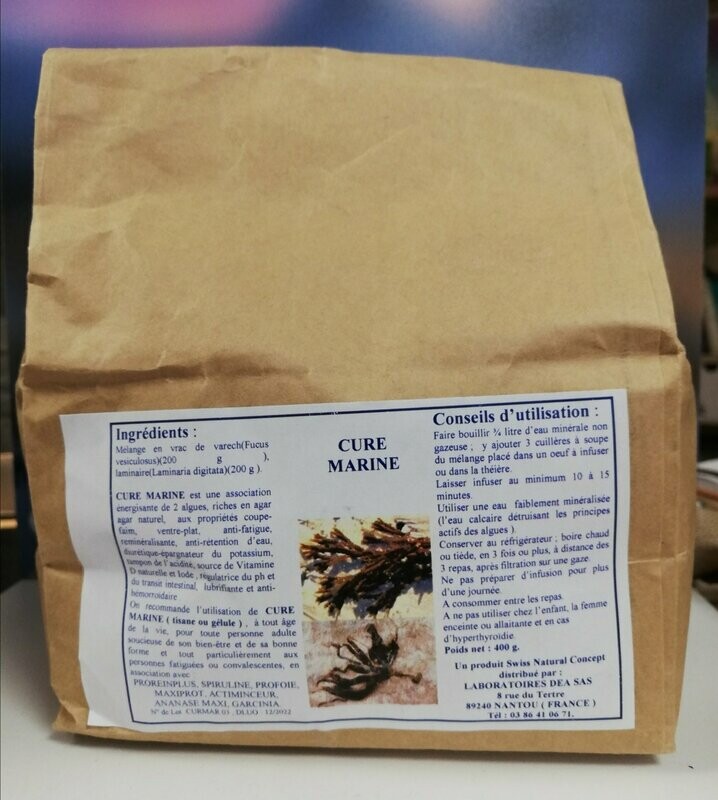 Ingrédients :
Mélange en vrac de varech(Fucus
vesiculosus)(200 g ),
laminaire(Laminaria digitata)(200 g ).
CURE MARINE est une association
énergisante de 2 algues, riches en agar
agar naturel, aux propriétés coupe-
faim, ventre-plat, anti-fatigue,
reminéralisante, anti-rétention d'eau,
diurétique-épargnateur du potassium,
tampon de l'acidité, source de Vitamine
D naturelle et Iode, régulatrice du ph et
du transit intestinal, lubrifiante et anti-
hémorroïdaire
On recommande l'utilisation de CURE
MARINE ( tisane ou gélule ), à tout âge
de la vie, pour toute personne adulte
soucieuse de son bien-être et de sa bonne
forme et tout particulièrement aux
personnes fatiguées ou convalescentes, en
association avec
PROREINPLUS, SPIRULINE, PROFOIE,
MAXIPROT, ACTIMINCEUR,
ANANASE MAXI, GARCINIA.
N° de Lot CURMAR 03 . DLUO : 12/2022
CURE
MARINE
Conseils d'utilisation :
Faire bouillir ¾ litre d'eau minérale non
gazeuse ; y ajouter 3 cuillères à soupe
du mélange placé dans un oeuf à infuser
ou dans la théière.
Laisser infuser au minimum 10 à 15
minutes.
Utiliser une eau faiblement minéralisée
(l'eau calcaire détruisant les principes
actifs des algues ).
Conserver au réfrigérateur ; boire chaud
ou tiède, en 3 fois ou plus, à distance des
3 repas, après filtration sur une gaze.
Ne pas préparer d'infusion pour plus
d'une journée.
A consommer entre les repas.
A ne pas utiliser chez l'enfant, la femme
enceinte ou allaitante et en cas
d'hyperthyroïdie.
Poids net : 400 g.
Un produit Swiss Natural Concept
distribué par :
LABORATOIRES DEA SAS
8 rue du Tertre
89240 NANTOU ( FRANCE )
Tél : 03 86 41 06 71.